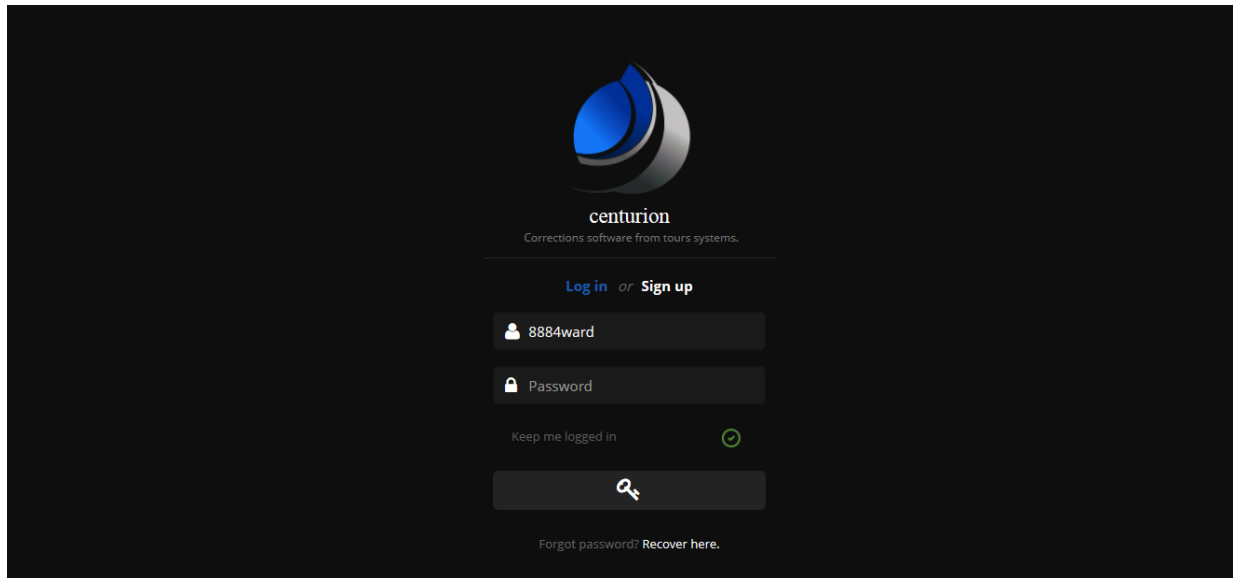 centurion
Corrections software from tours systems.
Log in or Sign up
8884ward
Password
Keep me logged in
Forgot password? Recover here.